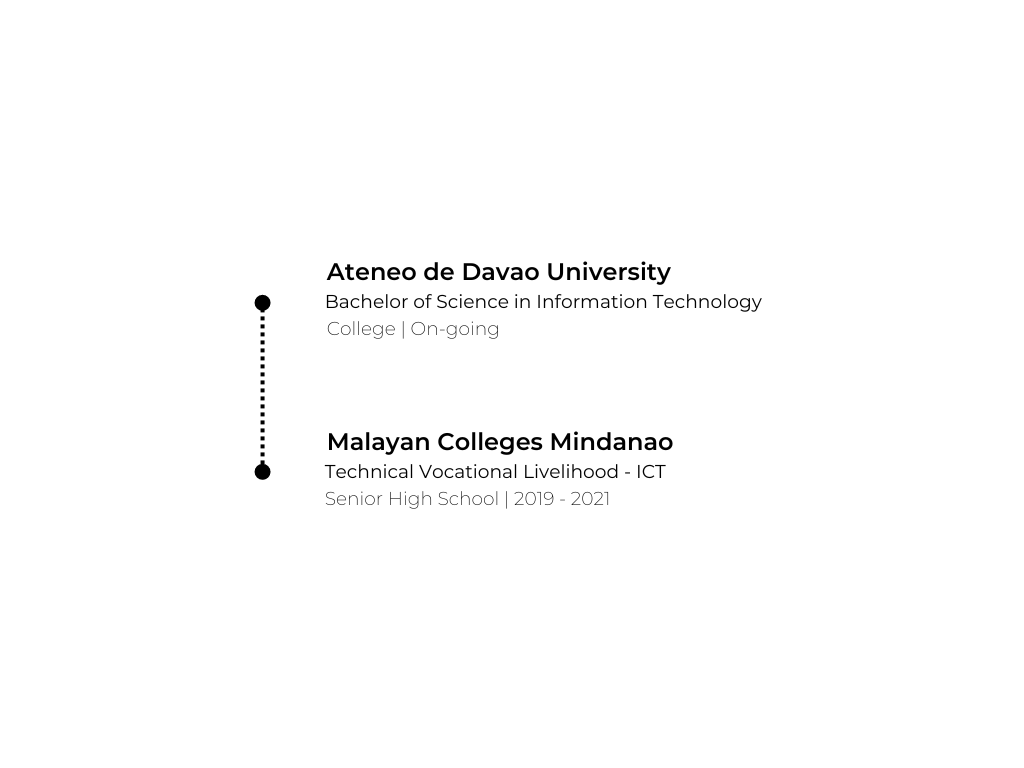 Ateneo de Davao University
Bachelor of Science in Information Technology
College | On-going
Malayan Colleges Mindanao
Technical Vocational Livelihood - ICT
Senior High School | 2019 - 2021